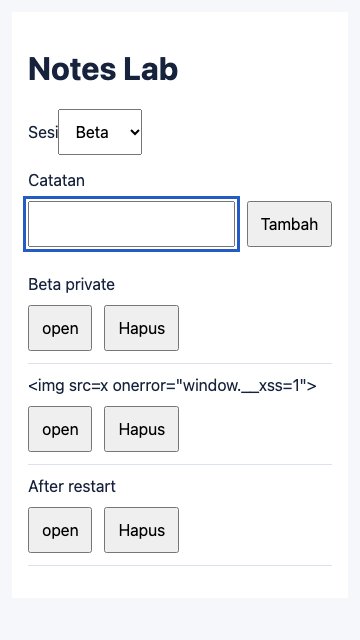 Notes Lab
Sesi Beta
Catatan
Tambah
Beta private
open Hapus
<img src=x onerror="window.__xss=1">
open Hapus
After restart
open Hapus